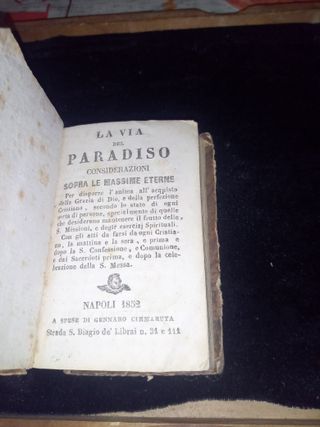 LA VIA
DEL
PARADISO
CONSIDERAZIONI
SOPRA LE MASSIME ETERNE
Per disporre l'anima all'acquisto
della Grazia di Dio, e della perfezione
Cristiana, secondo lo stato di ogni
sorta di persone, specialmente di quelle
che desiderano mantenere il frutto delle
S. Missioni, e degli esercizj Spirituali.
Con gli atti da farsi da ogni Cristia-
no, la mattina e la sera, e prima e
dopo la S. Confessione, e Comunione,
e dai Sacerdoti prima, e dopo la cele-
lebrazione della S. Messa.
NAPOLI 1852
A SPESE DI GENNARO CIMMARUTA
Strada S. Biagio de' Librai n. 31 e 111